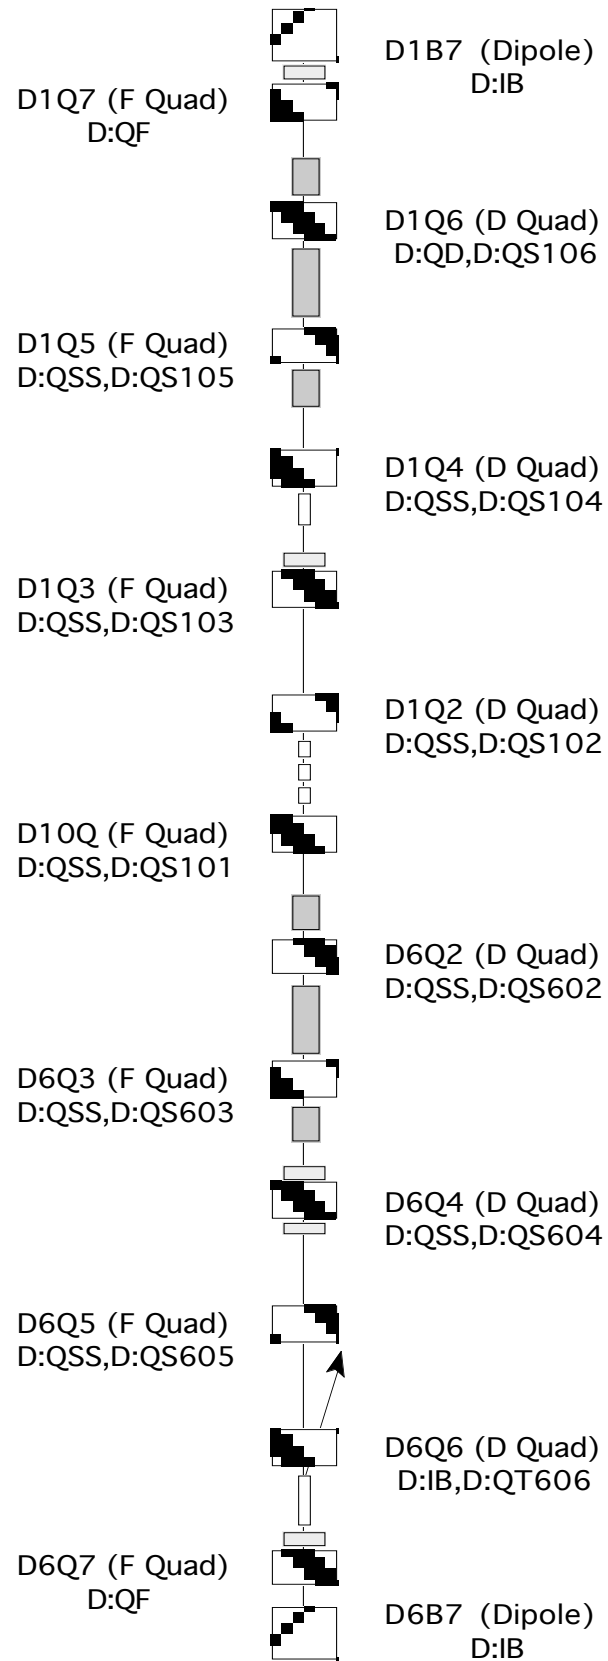 D1B7 (Dipole)
D:IB
D1Q7 (F Quad)
D:QF
D1Q6 (D Quad)
D:QD,D:QS106
D1Q5 (F Quad)
D:QSS,D:QS105
D1Q4 (D Quad)
D:QSS,D:QS104
D1Q3 (F Quad)
D:QSS,D:QS103
D1Q2 (D Quad)
D:QSS,D:QS102
D10Q (F Quad)
D:QSS,D:QS101
D6Q2 (D Quad)
D:QSS,D:QS602
D6Q3 (F Quad)
D:QSS,D:QS603
D6Q4 (D Quad)
D:QSS,D:QS604
D6Q5 (F Quad)
D:QSS,D:QS605
D6Q6 (D Quad)
D:IB,D:QT606
D6Q7 (F Quad)
D:QF
D6B7 (Dipole)
D:IB